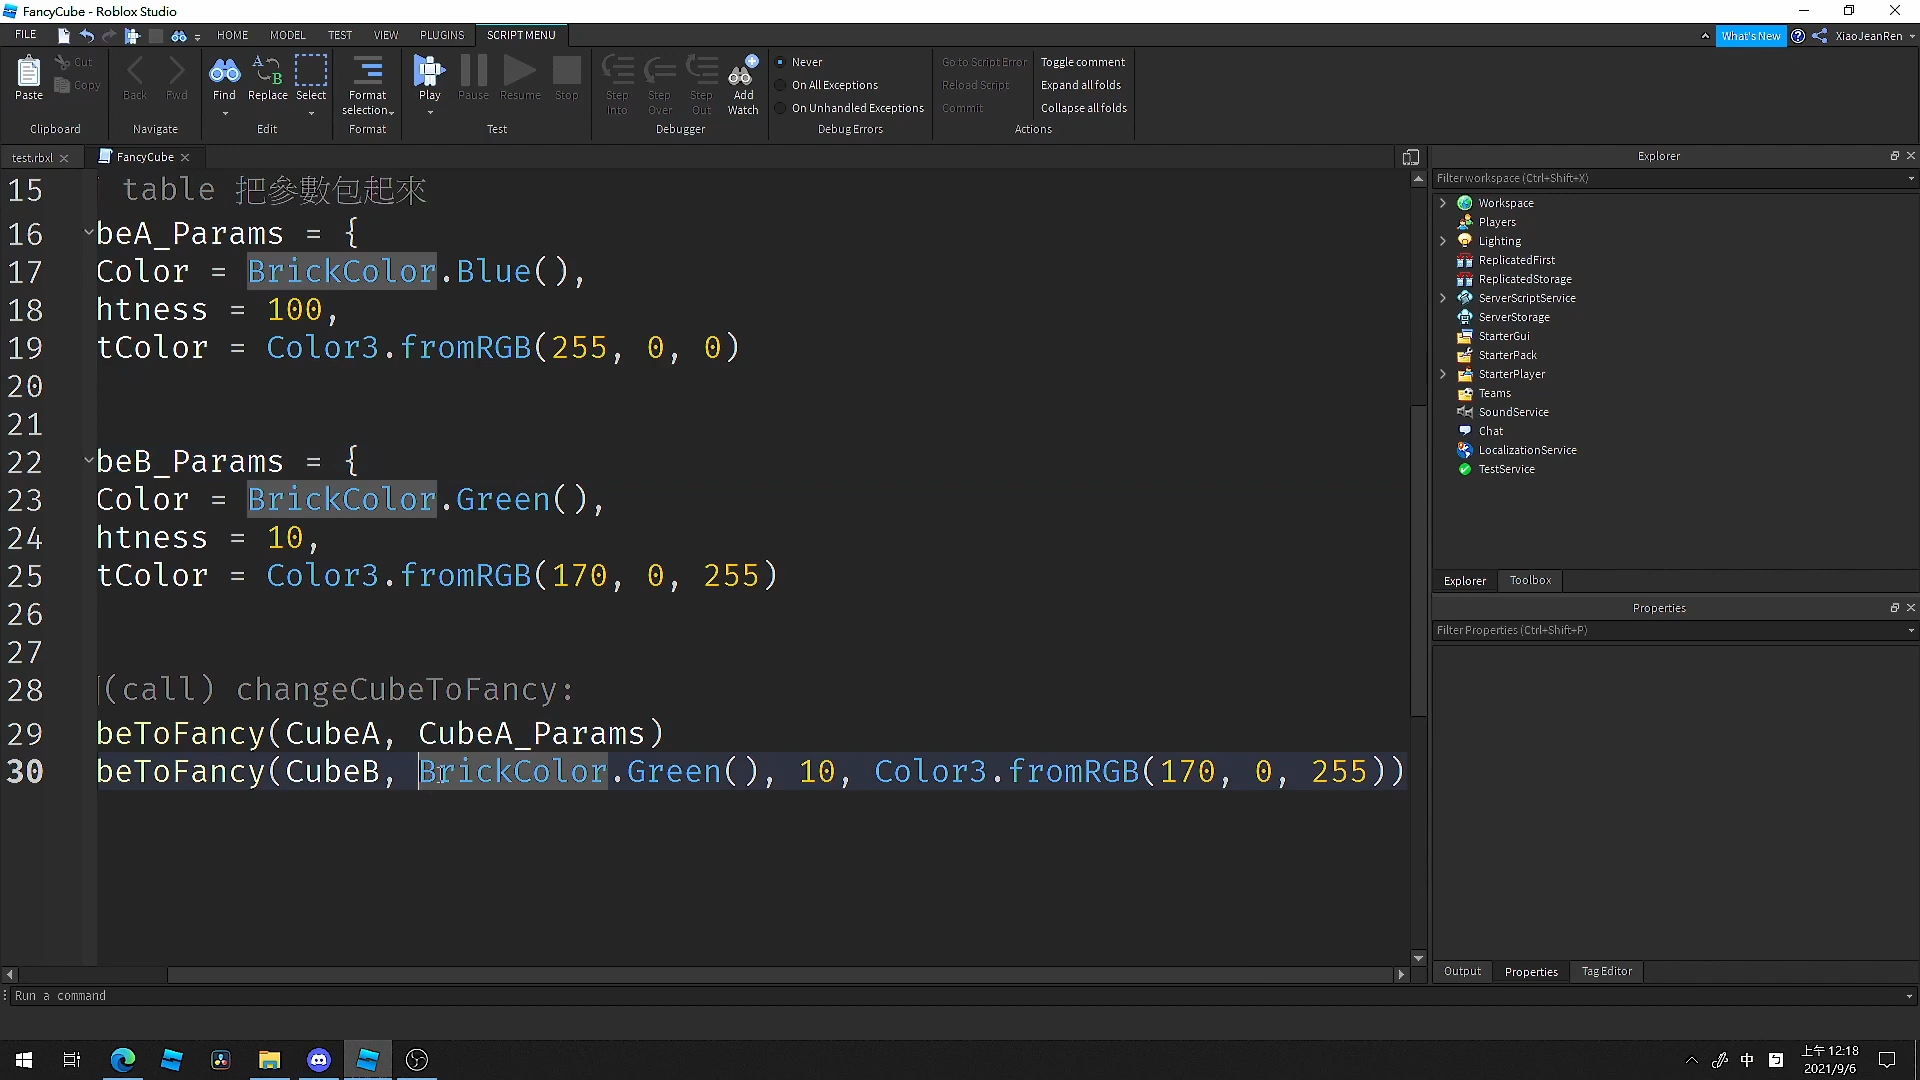 FancyCube - Roblox Studio
FILE
HOME
MODEL
TEST
VIEW
PLUGINS
SCRIPT MENU
What's New
XiaoJeanRen
Paste
Cut
Copy
Clipboard
Back
Fwd
Navigate
Find
Replace
Select
Edit
Format
selection
Format
Play
Pause
Resume
Stop
Test
Step
Into
Step
Over
Step
Out
Add
Watch
Debugger
Never
On All Exceptions
On Unhandled Exceptions
Debug Errors
Go to Script Error
Reload Script
Commit
Toggle comment
Expand all folds
Collapse all folds
Actions
test.rbxl
FancyCube
15 table 把參數包起來
16 beA_Params = {
17 Color = BrickColor.Blue(),
18 htness = 100,
19 tColor = Color3.fromRGB(255, 0, 0)
20
21
22 beB_Params = {
23 Color = BrickColor.Green(),
24 htness = 10,
25 tColor = Color3.fromRGB(170, 0, 255)
26
27
28 (call) changeCubeToFancy:
29 beToFancy(CubeA, CubeA_Params)
30 beToFancy(CubeB, BrickColor.Green(), 10, Color3.fromRGB(170, 0, 255))
Explorer
Filter workspace (Ctrl+Shift+X)
Workspace
Players
Lighting
ReplicatedFirst
ReplicatedStorage
ServerScriptService
ServerStorage
StarterGui
StarterPack
StarterPlayer
Teams
SoundService
Chat
LocalizationService
TestService
Explorer
Toolbox
Properties
Filter Properties (Ctrl+Shift+P)
Output
Properties
Tag Editor
Run a command
中
上午 12:18
2021/9/6